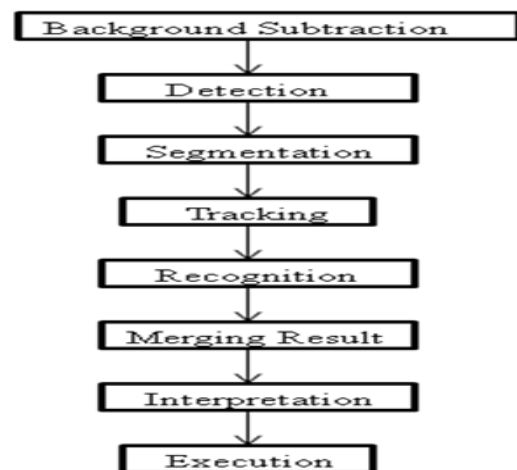 Background Subtraction
Detection
Segmentation
Tracking
Recognition
Merging Result
Interpretation
Execution